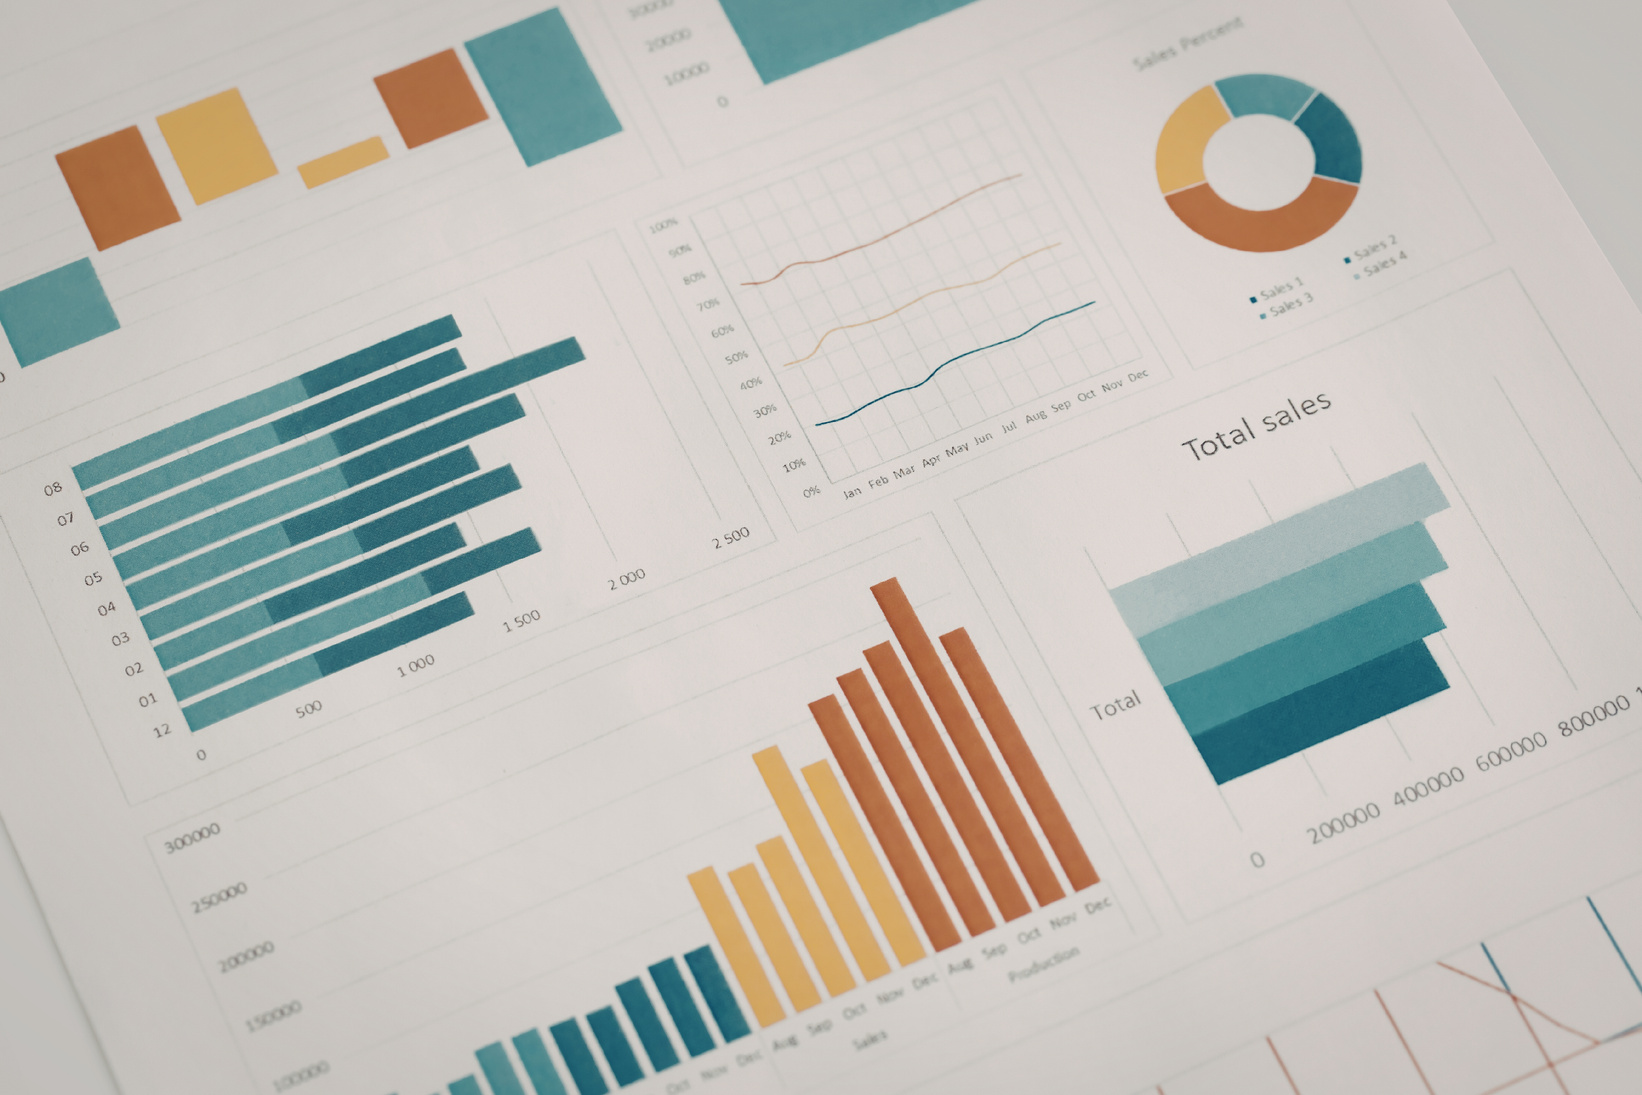 30000
20000
10000
0
Sales Percent
Sales 1
Sales 2
Sales 3
Sales 4
100%
90%
80%
70%
60%
50%
40%
30%
20%
10%
0%
Jan Feb Mar Apr May Jun Jul Aug Sep Oct Nov Dec
0
08
07
06
05
04
03
02
01
12
0 500 1 000 1 500 2 000 2 500
Total sales
Total
0 200000 400000 600000 800000
300000
250000
200000
150000
100000
Oct Nov Dec Aug Sep Oct Nov Dec Aug Sep Oct Nov Dec
Sales
Production